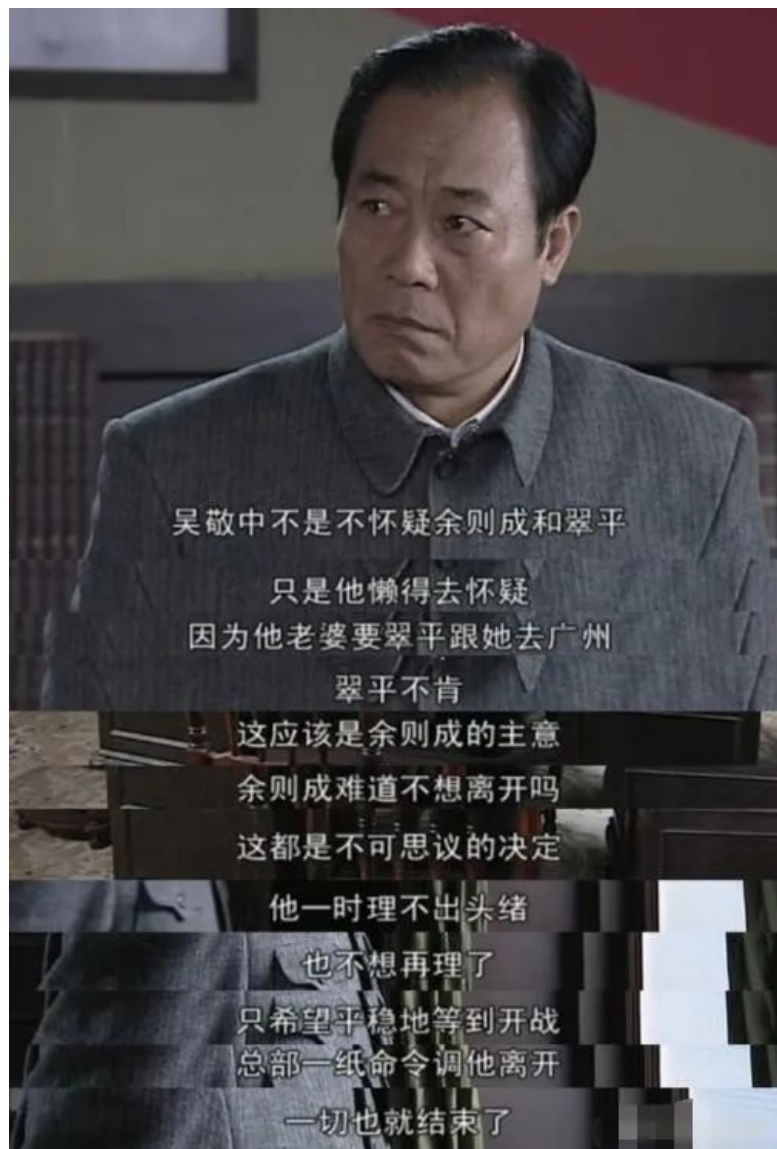 吴敬中不是不怀疑余则成和翠平
只是他懒得去怀疑
因为他老婆要翠平跟她去广州
翠平不肯
这应该是余则成的主意
余则成难道不想离开吗
这都是不可思议的决定
他一时理不出头绪
也不想再理了
只希望平稳地等到开战
总部一纸命令调他离开
一切也就结束了